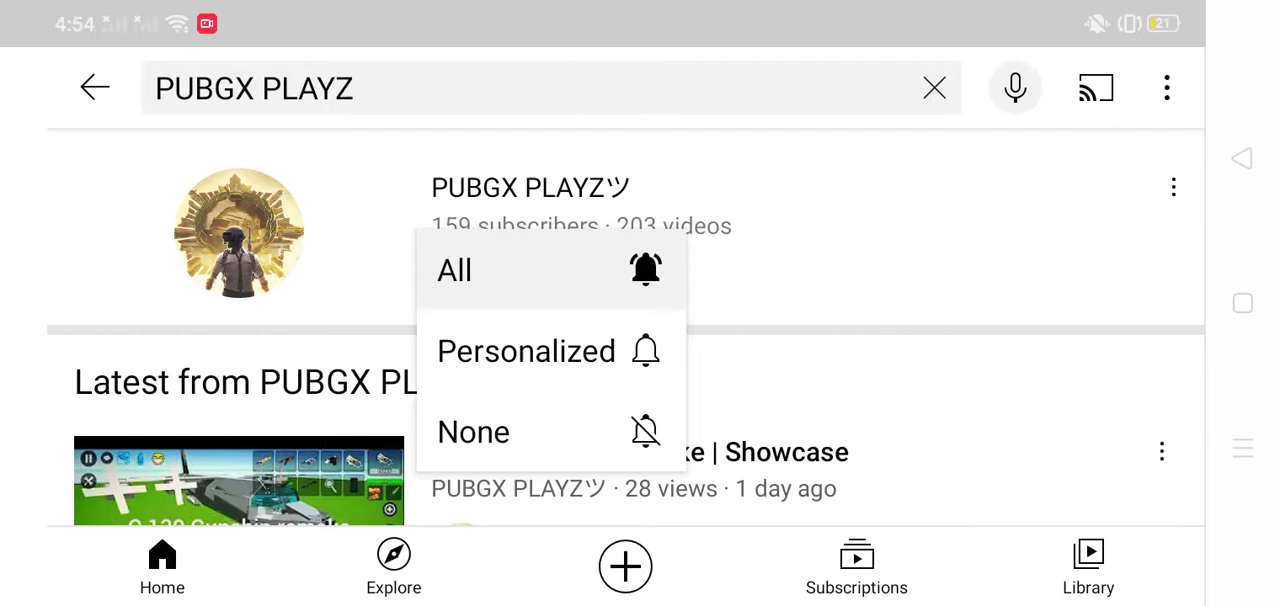 4:54
21
PUBGX PLAYZ
PUBGX PLAYZツ
159 subscribers · 203 videos
All
Personalized
None
Latest from PUBGX PL
ke | Showcase
PUBGX PLAYZツ · 28 views · 1 day ago
Home
Explore
Subscriptions
Library